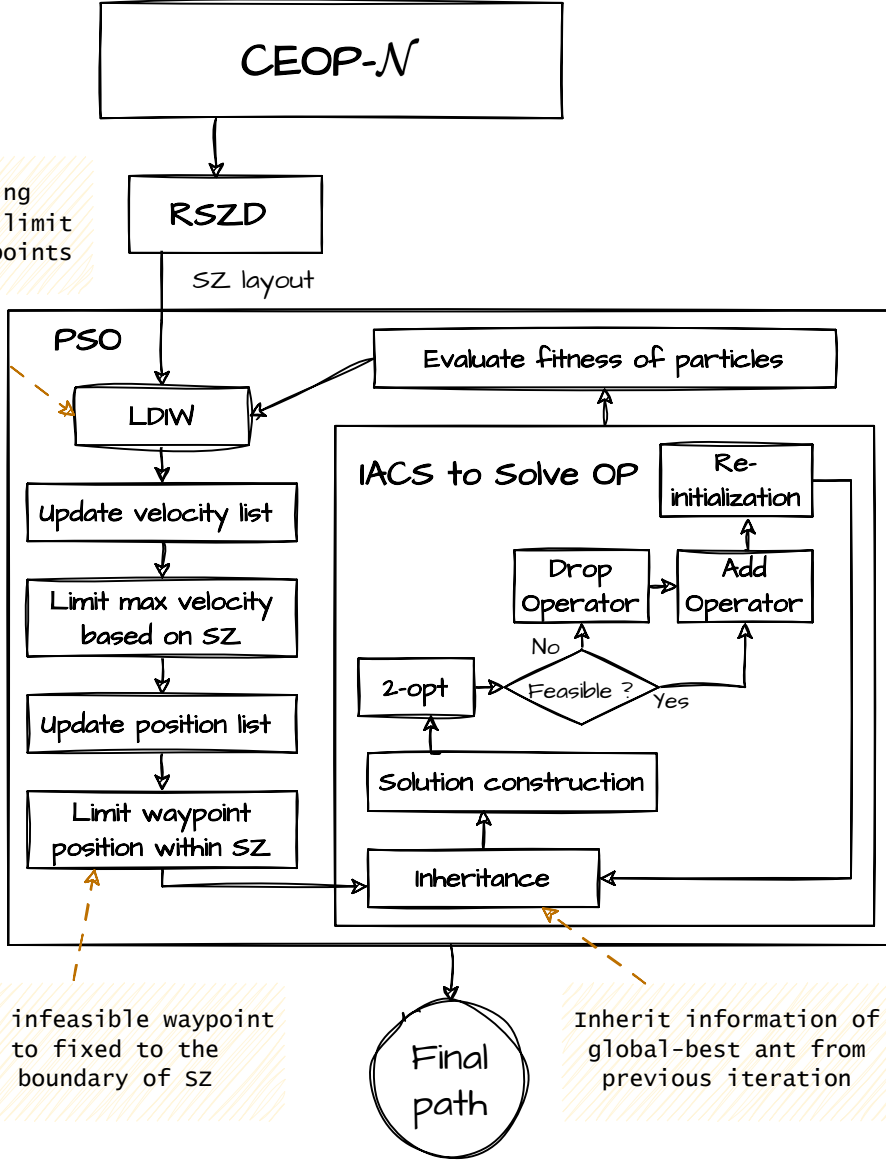 CEOP-𝒩
RSZD
ng
limit
points
SZ layout
PSO
Evaluate fitness of particles
LDIW
IACS to Solve OP
Re-
initialization
Update velocity list
Drop
Operator
Add
Operator
Limit max velocity
based on SZ
No
2-opt
Feasible ?
Yes
Update position list
Solution construction
Limit waypoint
position within SZ
Inheritance
infeasible waypoint
to fixed to the
boundary of SZ
Final
path
Inherit information of
global-best ant from
previous iteration